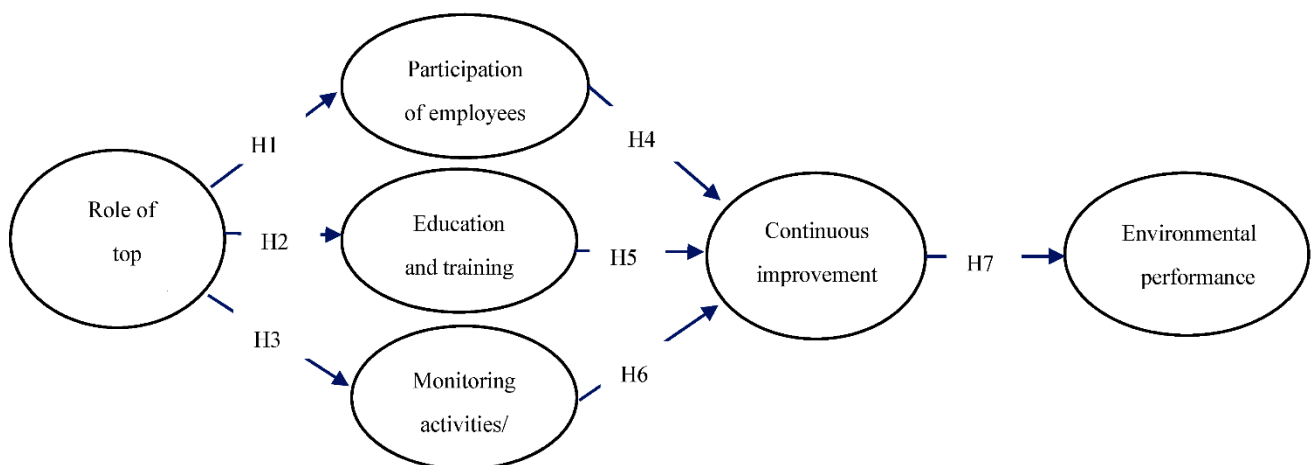 Participation
of employees
H1
H4
Role of
top
H2
Education
and training
H5
Continuous
improvement
H7
Environmental
performance
H3
Monitoring
activities/
H6